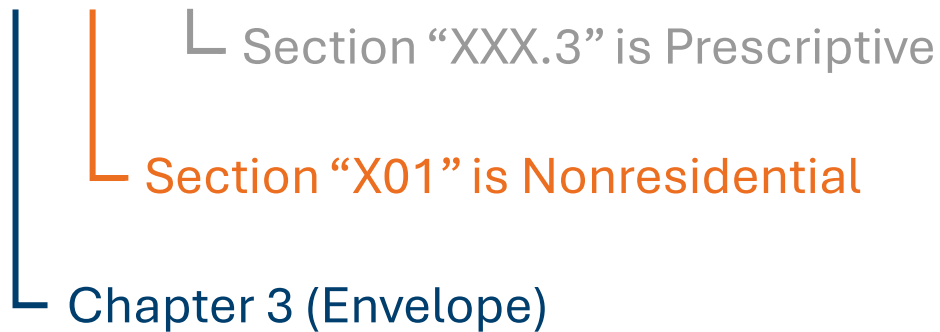 Section “XXX.3” is Prescriptive
Section “X01” is Nonresidential
Chapter 3 (Envelope)